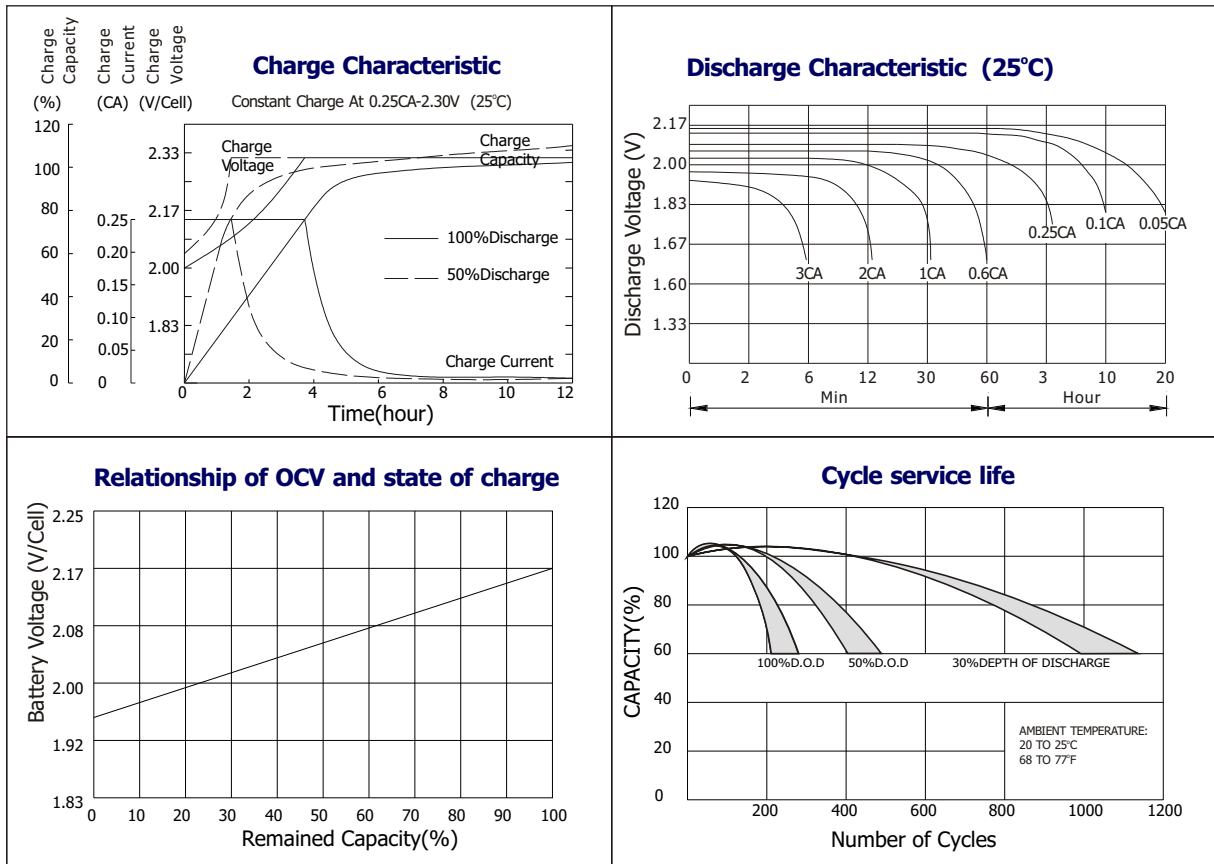 Charge
Capacity
Charge
Current
Charge
Voltage
(%)
(CA)
(V/Cell)
Charge Characteristic
Constant Charge At 0.25CA-2.30V (25°C)
120
100
80
60
40
20
0
0.25
0.20
0.15
0.10
0.05
0
2.33
2.17
2.00
1.83
Charge
Voltage
Charge
Capacity
100%Discharge
50%Discharge
Charge Current
0 2 4 6 8 10 12
Time(hour)
Discharge Characteristic (25°C)
Discharge Voltage (V)
2.17
2.00
1.83
1.67
1.60
1.33
3CA 2CA 1CA 0.6CA 0.25CA 0.1CA 0.05CA
0 2 6 12 30 60 3 10 20
Min Hour
Relationship of OCV and state of charge
Battery Voltage (V/Cell)
2.25
2.17
2.08
2.00
1.92
1.83
0 10 20 30 40 50 60 70 80 90 100
Remained Capacity(%)
Cycle service life
CAPACITY(%)
120
100
80
60
40
20
0
100%D.O.D 50%D.O.D 30%DEPTH OF DISCHARGE
AMBIENT TEMPERATURE:
20 TO 25°C
68 TO 77°F
200 400 600 800 1000 1200
Number of Cycles